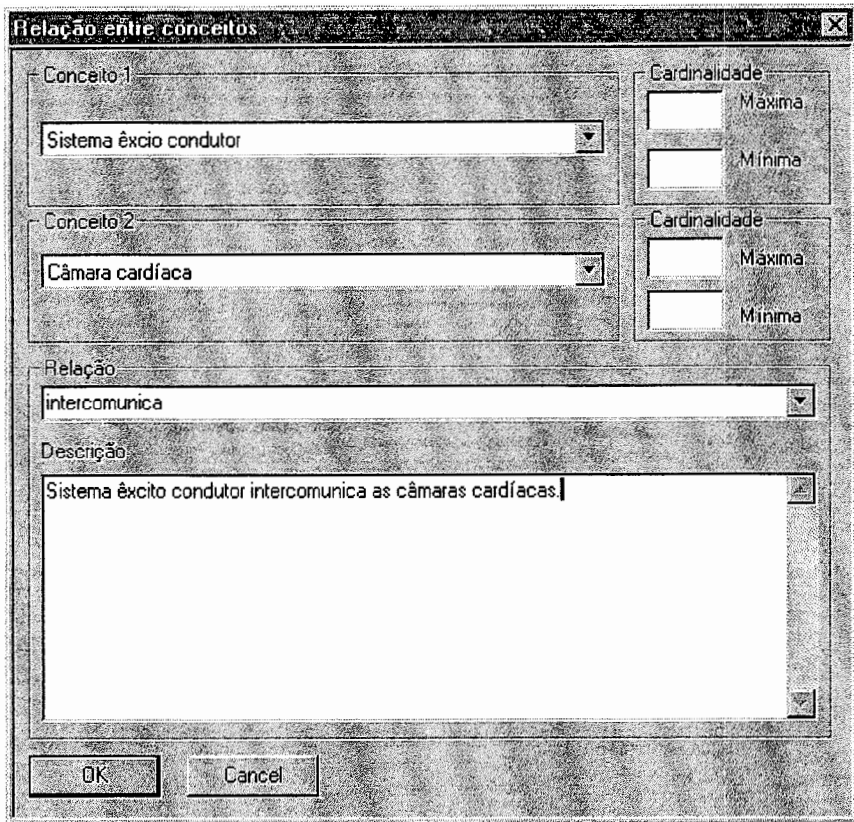 Relação entre conceitos
Conceito 1
Cardinalidade
Sistema êxcio condutor
Máxima
Mínima
Conceito 2
Cardinalidade
Câmara cardíaca
Máxima
Mínima
Relação
intercomunica
Descrição
Sistema êxcito condutor intercomunica as câmaras cardíacas.
OK
Cancel